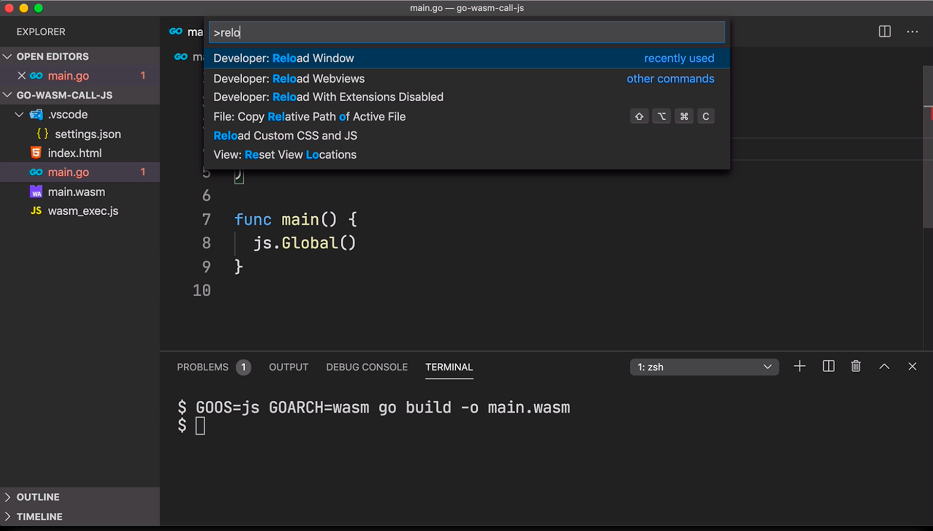 main.go — go-wasm-call-js
EXPLORER
OPEN EDITORS
main.go 1
GO-WASM-CALL-JS
.vscode
{ } settings.json
index.html
main.go 1
WA main.wasm
JS wasm_exec.js
OUTLINE
TIMELINE
GO ma
GO ma
>relo
Developer: Reload Window recently used
Developer: Reload Webviews other commands
Developer: Reload With Extensions Disabled
File: Copy Relative Path of Active File ⇧ ⌥ ⌘ C
Reload Custom CSS and JS
View: Reset View Locations
5 )
6
7 func main() {
8 js.Global()
9 }
10
PROBLEMS 1 OUTPUT DEBUG CONSOLE TERMINAL 1: zsh
$ GOOS=js GOARCH=wasm go build -o main.wasm
$